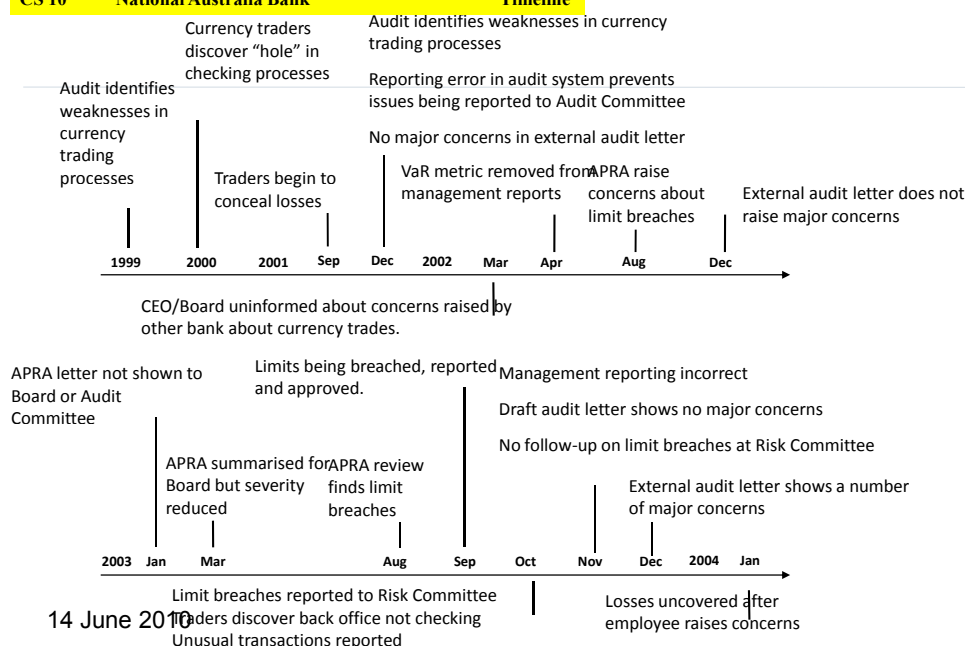 CS 10 National Australia Bank Timeline
Currency traders
discover “hole” in
checking processes
Audit identifies weaknesses in currency
trading processes
Reporting error in audit system prevents
issues being reported to Audit Committee
No major concerns in external audit letter
Audit identifies
weaknesses in
currency
trading
processes
Traders begin to
conceal losses
VaR metric removed from
management reports
APRA raise
concerns about
limit breaches
External audit letter does not
raise major concerns
1999 2000 2001 Sep Dec 2002 Mar Apr Aug Dec
CEO/Board uninformed about concerns raised by
other bank about currency trades.
APRA letter not shown to
Board or Audit
Committee
Limits being breached, reported
and approved.
Management reporting incorrect
Draft audit letter shows no major concerns
No follow-up on limit breaches at Risk Committee
APRA summarised for
Board but severity
reduced
APRA review
finds limit
breaches
External audit letter shows a number
of major concerns
2003 Jan Mar Aug Sep Oct Nov Dec 2004 Jan
Limit breaches reported to Risk Committee
Traders discover back office not checking
Unusual transactions reported
Losses uncovered after
employee raises concerns
14 June 2010